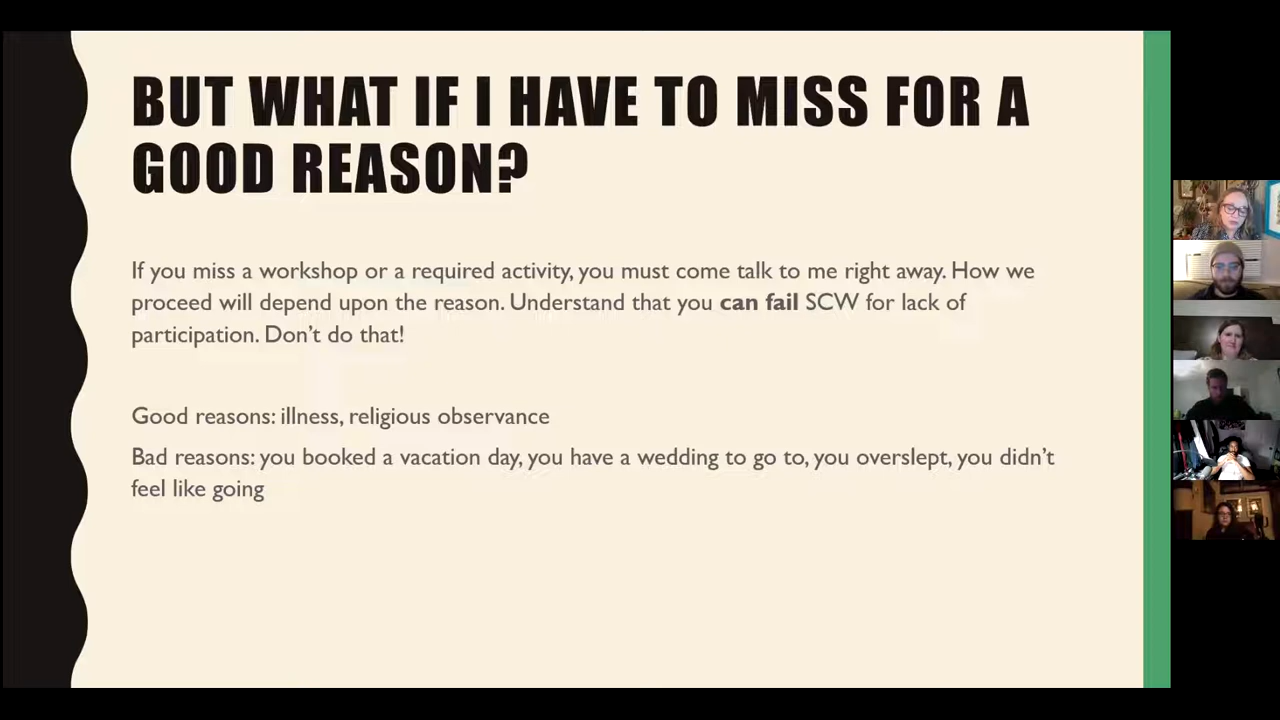 BUT WHAT IF I HAVE TO MISS FOR A
GOOD REASON?
If you miss a workshop or a required activity, you must come talk to me right away. How we
proceed will depend upon the reason. Understand that you can fail SCW for lack of
participation. Don't do that!
Good reasons: illness, religious observance
Bad reasons: you booked a vacation day, you have a wedding to go to, you overslept, you didn't
feel like going